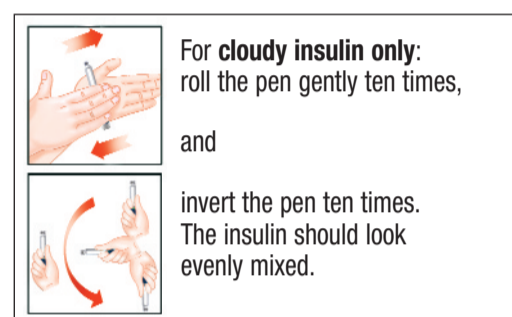 For cloudy insulin only:
roll the pen gently ten times,
and
invert the pen ten times.
The insulin should look
evenly mixed.